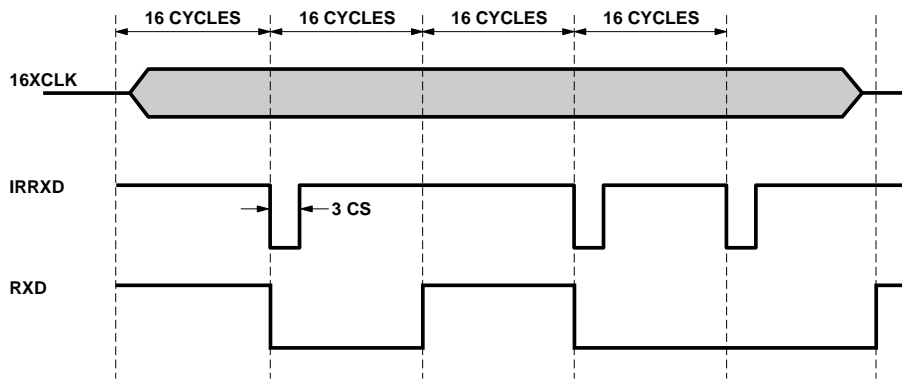 16 CYCLES 16 CYCLES 16 CYCLES 16 CYCLES
16XCLK
IRRXD
3 CS
RXD